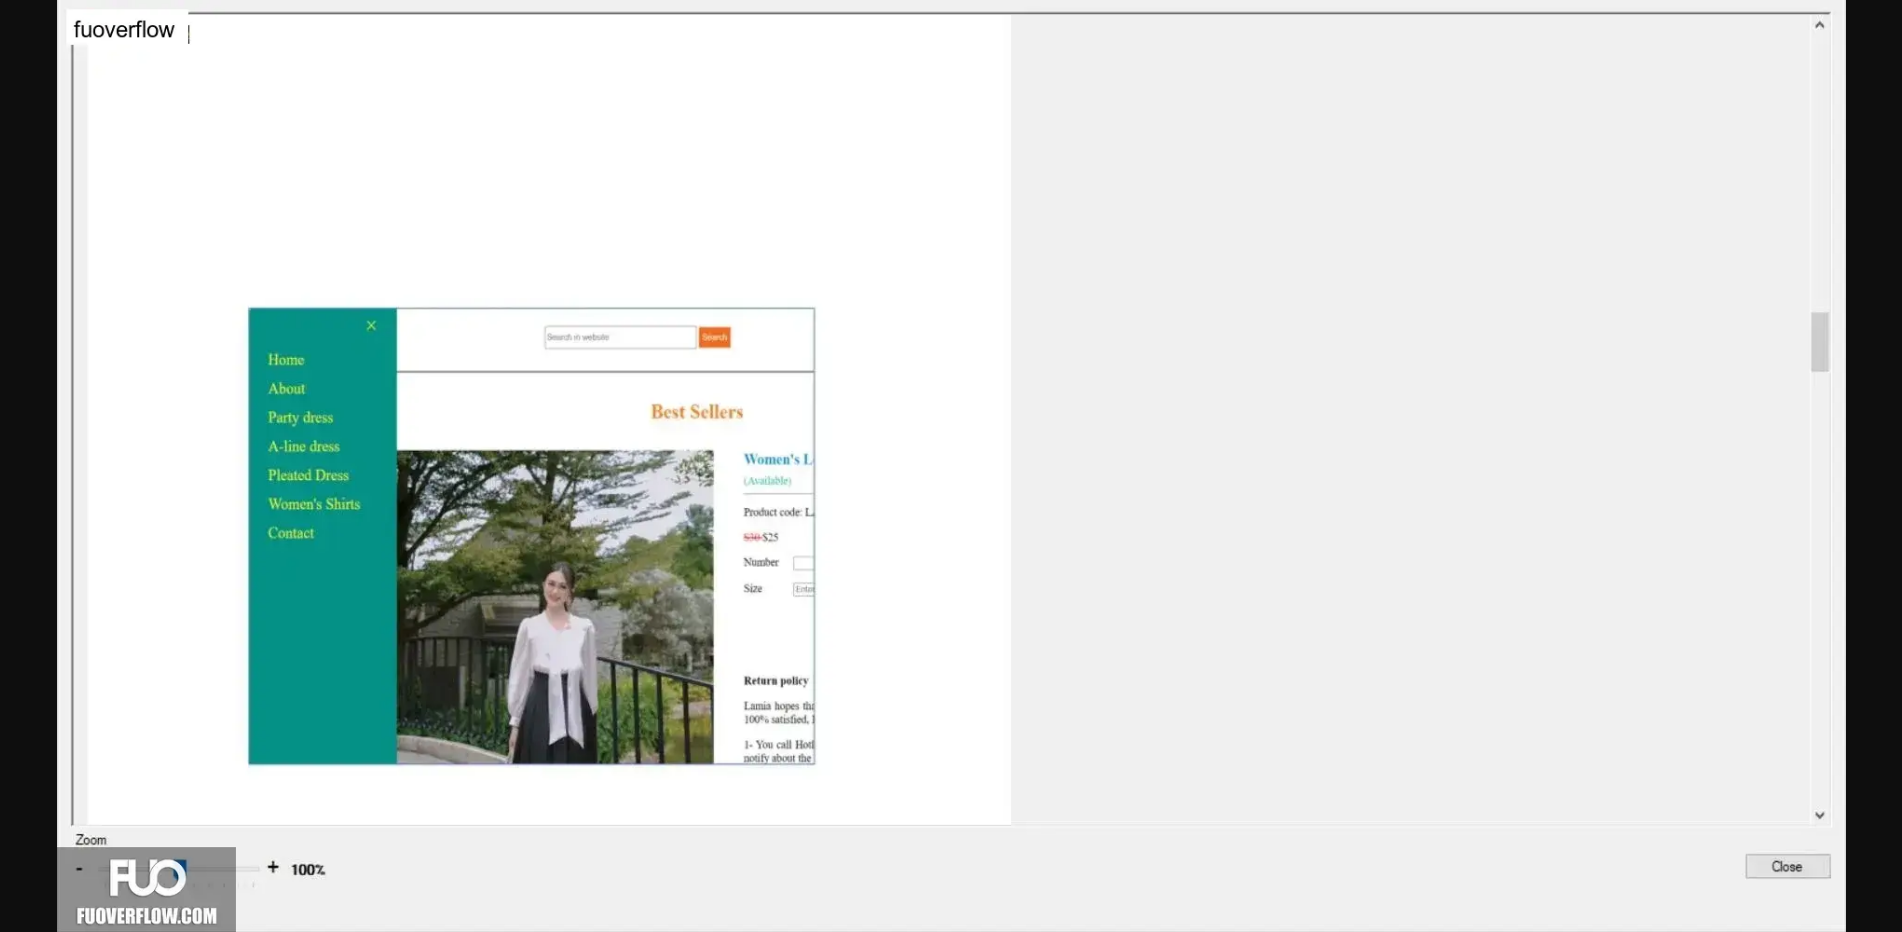 fuoverflow
×
Home
About
Party dress
A-line dress
Pleated Dress
Women's Shirts
Contact
Search in website
Search
Best Sellers
Women's L
(Available)
Product code: L
$30 $25
Number
Size
Enter
Return policy
Lamia hopes tha
100% satisfied,
1- You call Hotl
notify about the
Zoom
- + 100%
Close
FUO
FUOVERFLOW.COM